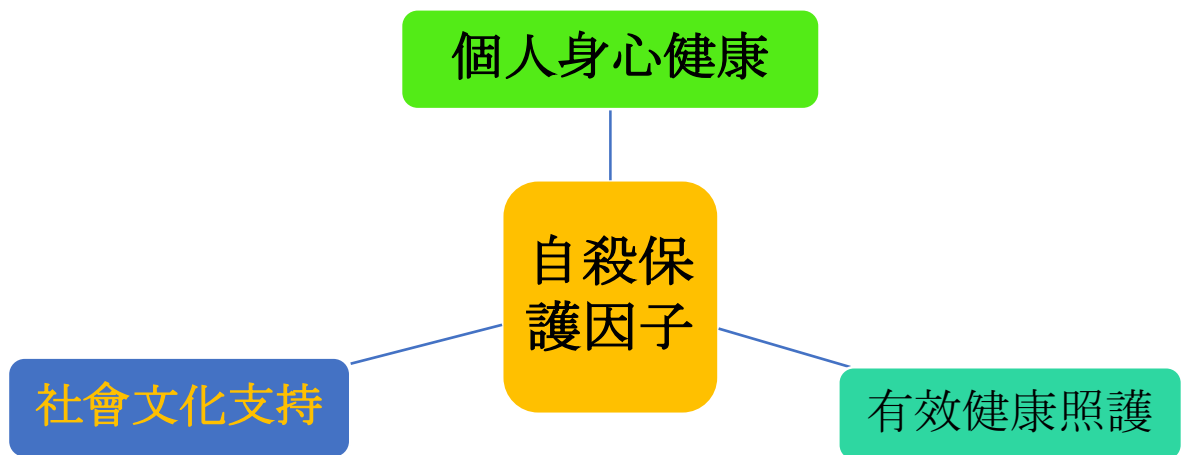 個人身心健康
自殺保
護因子
社會文化支持
有效健康照護